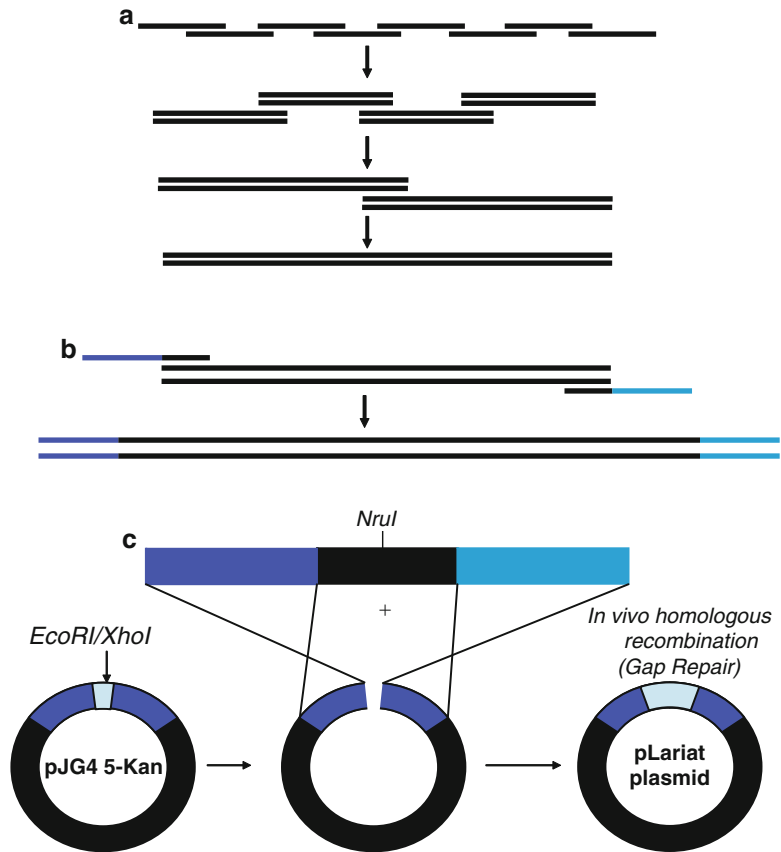 a
b
NruI
c
+
EcoRI/XhoI
In vivo homologous
recombination
(Gap Repair)
pJG4 5-Kan
pLariat
plasmid